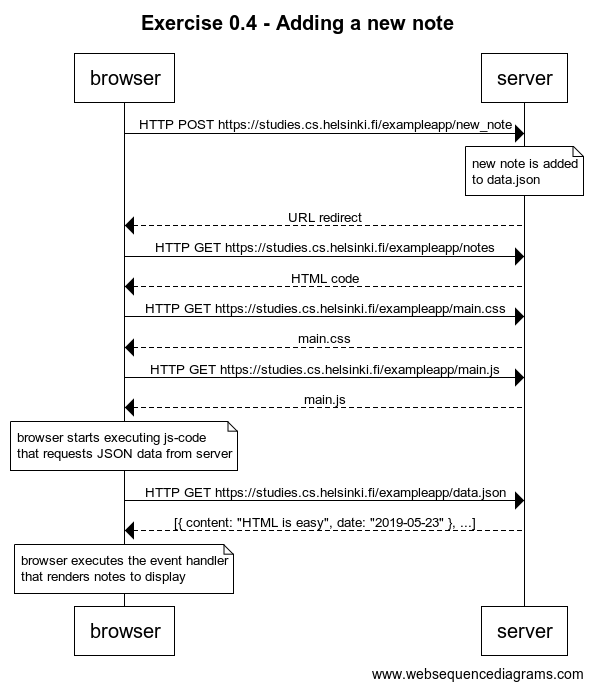 Exercise 0.4 - Adding a new note
browser
server
HTTP POST https://studies.cs.helsinki.fi/exampleapp/new_note
new note is added
to data.json
URL redirect
HTTP GET https://studies.cs.helsinki.fi/exampleapp/notes
HTML code
HTTP GET https://studies.cs.helsinki.fi/exampleapp/main.css
main.css
HTTP GET https://studies.cs.helsinki.fi/exampleapp/main.js
main.js
browser starts executing js-code
that requests JSON data from server
HTTP GET https://studies.cs.helsinki.fi/exampleapp/data.json
[{ content: "HTML is easy", date: "2019-05-23" }, ...]
browser executes the event handler
that renders notes to display
browser
server
www.websequencediagrams.com